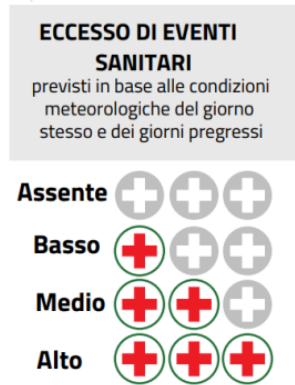 ECCESSO DI EVENTI
SANITARI
previsti in base alle condizioni
meteorologiche del giorno
stesso e dei giorni pregressi
Assente
Basso
Medio
Alto